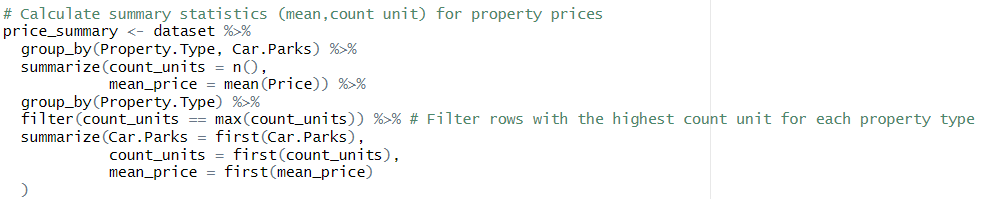 # Calculate summary statistics (mean,count unit) for property prices
price_summary <- dataset %>%
  group_by(Property.Type, Car.Parks) %>%
  summarize(count_units = n(),
            mean_price = mean(Price)) %>%
  group_by(Property.Type) %>%
  filter(count_units == max(count_units)) %>% # Filter rows with the highest count unit for each property type
  summarize(Car.Parks = first(Car.Parks),
            count_units = first(count_units),
            mean_price = first(mean_price)
  )